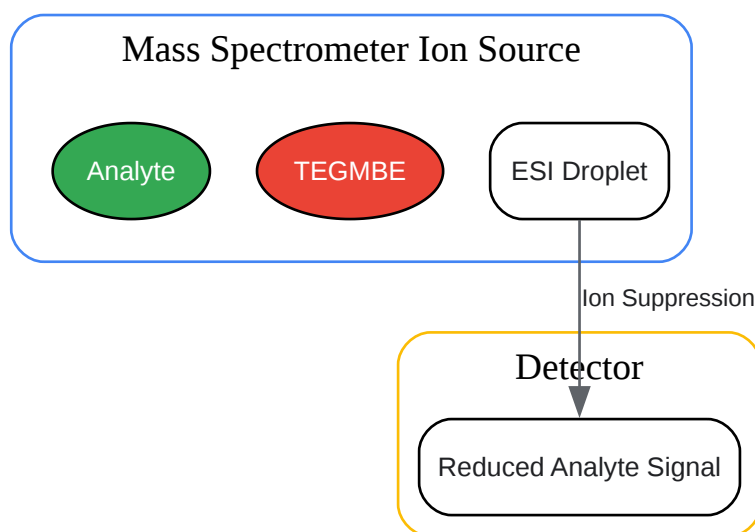 Mass Spectrometer Ion Source
Analyte
TEGMBE
ESI Droplet
Ion Suppression
Detector
Reduced Analyte Signal